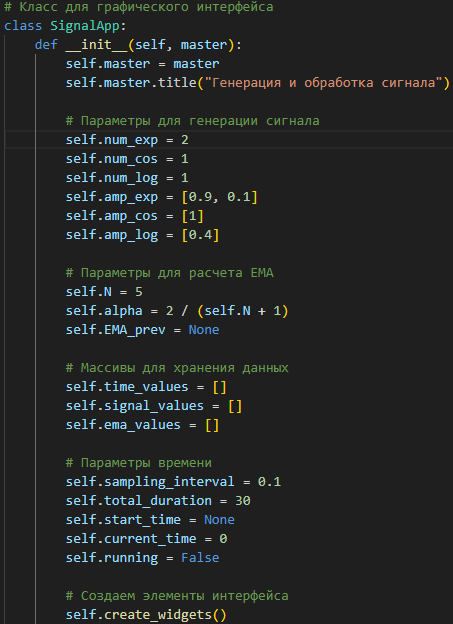 # Класс для графического интерфейса
class SignalApp:
    def __init__(self, master):
        self.master = master
        self.master.title("Генерация и обработка сигнала")

        # Параметры для генерации сигнала
        self.num_exp = 2
        self.num_cos = 1
        self.num_log = 1
        self.amp_exp = [0.9, 0.1]
        self.amp_cos = [1]
        self.amp_log = [0.4]

        # Параметры для расчета EMA
        self.N = 5
        self.alpha = 2 / (self.N + 1)
        self.EMA_prev = None

        # Массивы для хранения данных
        self.time_values = []
        self.signal_values = []
        self.ema_values = []

        # Параметры времени
        self.sampling_interval = 0.1
        self.total_duration = 30
        self.start_time = None
        self.current_time = 0
        self.running = False

        # Создаем элементы интерфейса
        self.create_widgets()